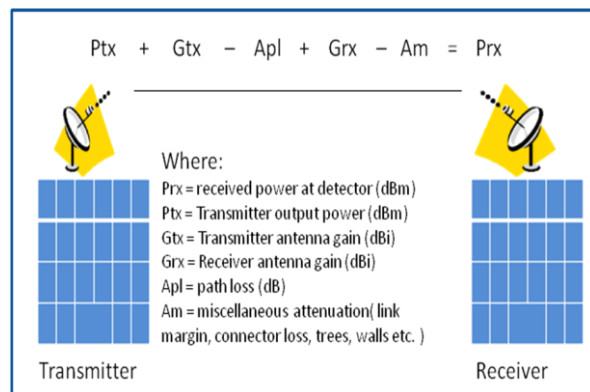 Ptx + Gtx – Apl + Grx – Am = Prx
Where:
Prx = received power at detector (dBm)
Ptx = Transmitter output power (dBm)
Gtx = Transmitter antenna gain (dBi)
Grx = Receiver antenna gain (dBi)
Apl = path loss (dB)
Am = miscellaneous attenuation( link
margin, connector loss, trees, walls etc. )
Transmitter
Receiver